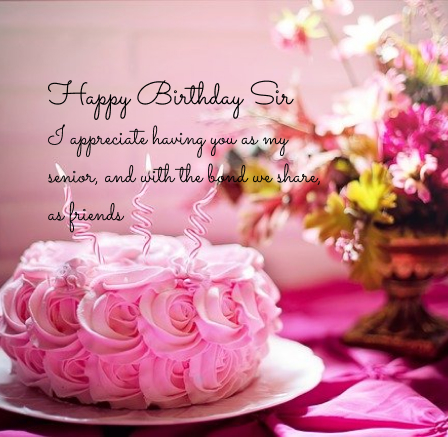 Happy Birthday Sir
I appreciate having you as my
senior, and with the bond we share,
as friends